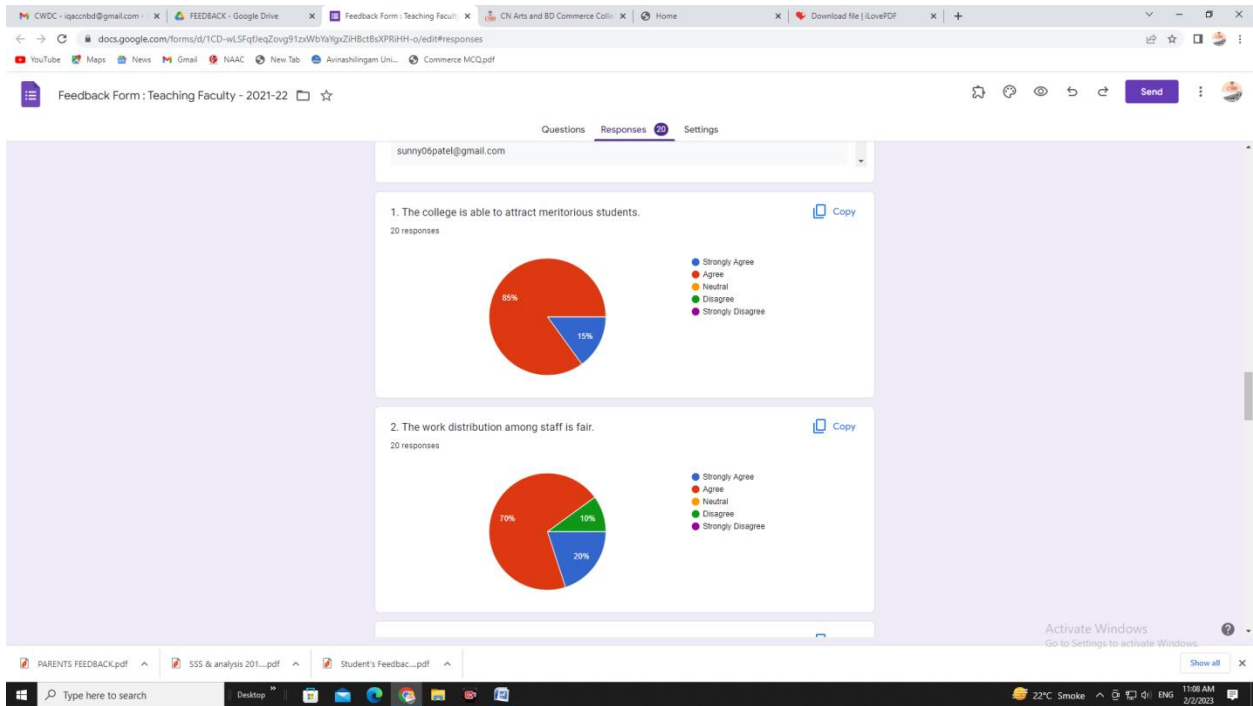 CWDC - iqaccnbd@gmail.com -
FEEDBACK - Google Drive
Feedback Form : Teaching Facult
CN Arts and BD Commerce Colle
Home
Download file | iLovePDF
docs.google.com/forms/d/1CD-wLSFqfJeqZovg91zxWbYaYgxZiHBctBsXPRiHH-o/edit#responses
YouTube Maps News Gmail NAAC New Tab Avinashilingam Uni... Commerce MCQ.pdf
Feedback Form : Teaching Faculty - 2021-22
Send
Questions Responses 20 Settings
sunny06patel@gmail.com
1. The college is able to attract meritorious students.
Copy
20 responses
Strongly Agree
Agree
Neutral
Disagree
Strongly Disagree
85%
15%
2. The work distribution among staff is fair.
Copy
20 responses
Strongly Agree
Agree
Neutral
Disagree
Strongly Disagree
70%
10%
20%
Activate Windows
Go to Settings to activate Windows.
PARENTS FEEDBACK.pdf
SSS & analysis 201....pdf
Student's Feedbac....pdf
Show all
Type here to search
Desktop
22°C Smoke
ENG
11:08 AM
2/2/2023